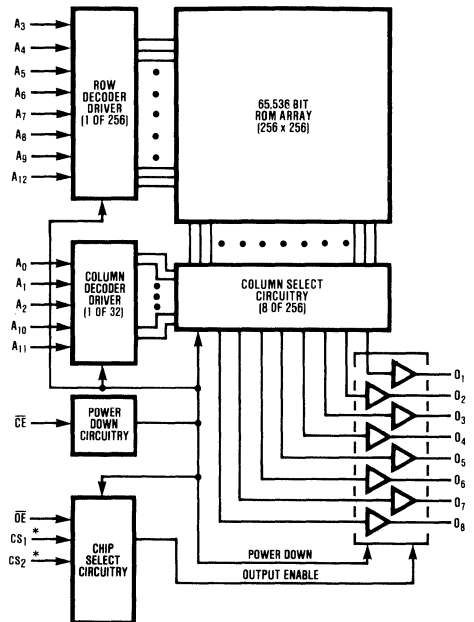 A3
A4
A5
A6
A7
A8
A9
A12
ROW
DECODER
DRIVER
(1 OF 256)
65,536 BIT
ROM ARRAY
(256 x 256)
A0
A1
A2
A10
A11
COLUMN
DECODER
DRIVER
(1 OF 32)
COLUMN SELECT
CIRCUITRY
(8 OF 256)
O1
O2
O3
O4
O5
O6
O7
O8
C̅E̅
POWER
DOWN
CIRCUITRY
O̅E̅
CS1*
CS2*
CHIP
SELECT
CIRCUITRY
POWER DOWN
OUTPUT ENABLE